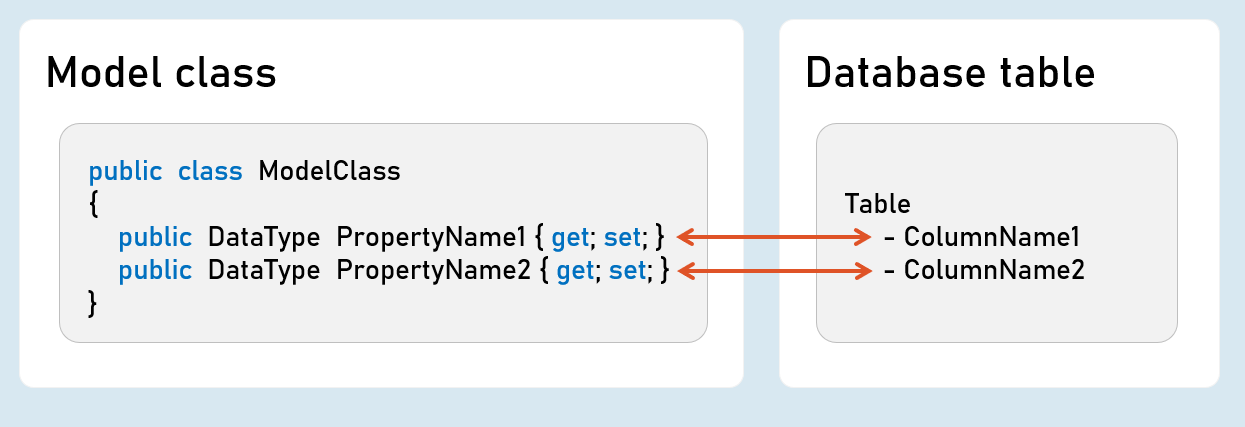 Model class
public class ModelClass
{
public DataType PropertyName1 { get; set; }
public DataType PropertyName2 { get; set; }
}
Database table
Table
- ColumnName1
- ColumnName2